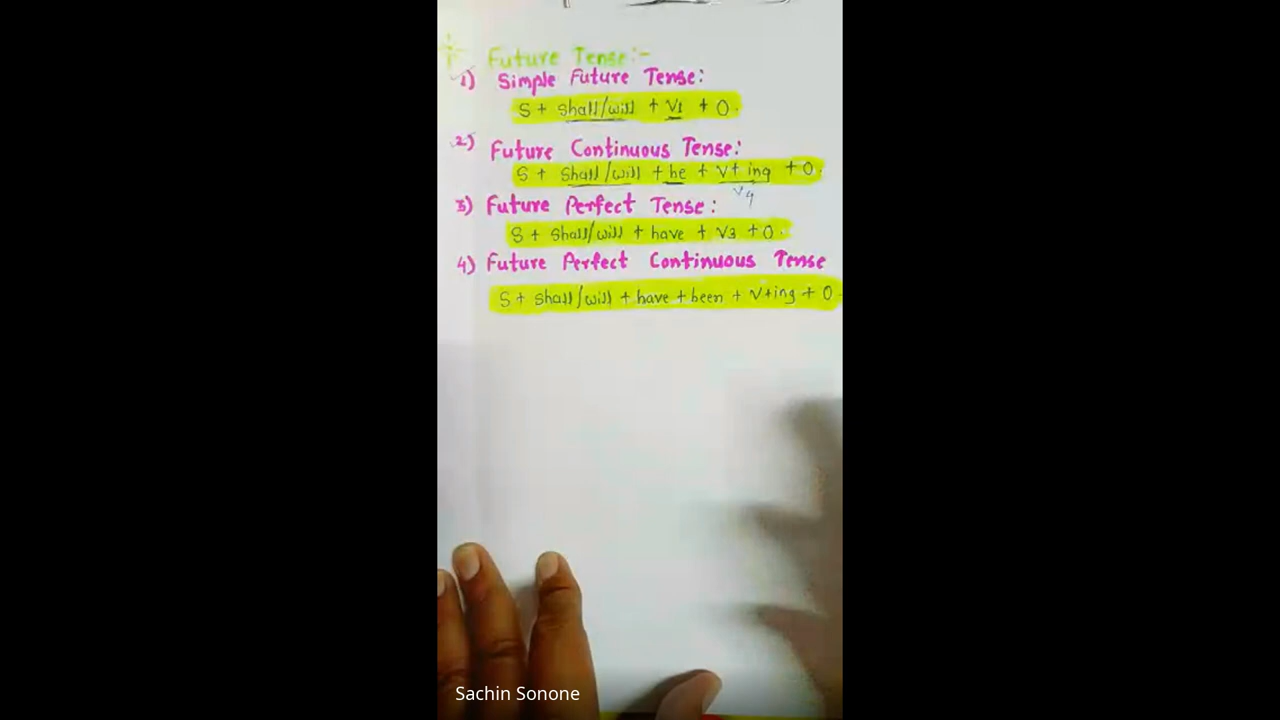 Future Tense:-
1) Simple Future Tense:
S + shall/will + V1 + O.
2) Future Continuous Tense:
S + shall/will + be + V+ing + O.
V4
3) Future Perfect Tense:
S + shall/will + have + V3 + O.
4) Future Perfect Continuous Tense
S + shall/will + have + been + V+ing + O.
Sachin Sonone